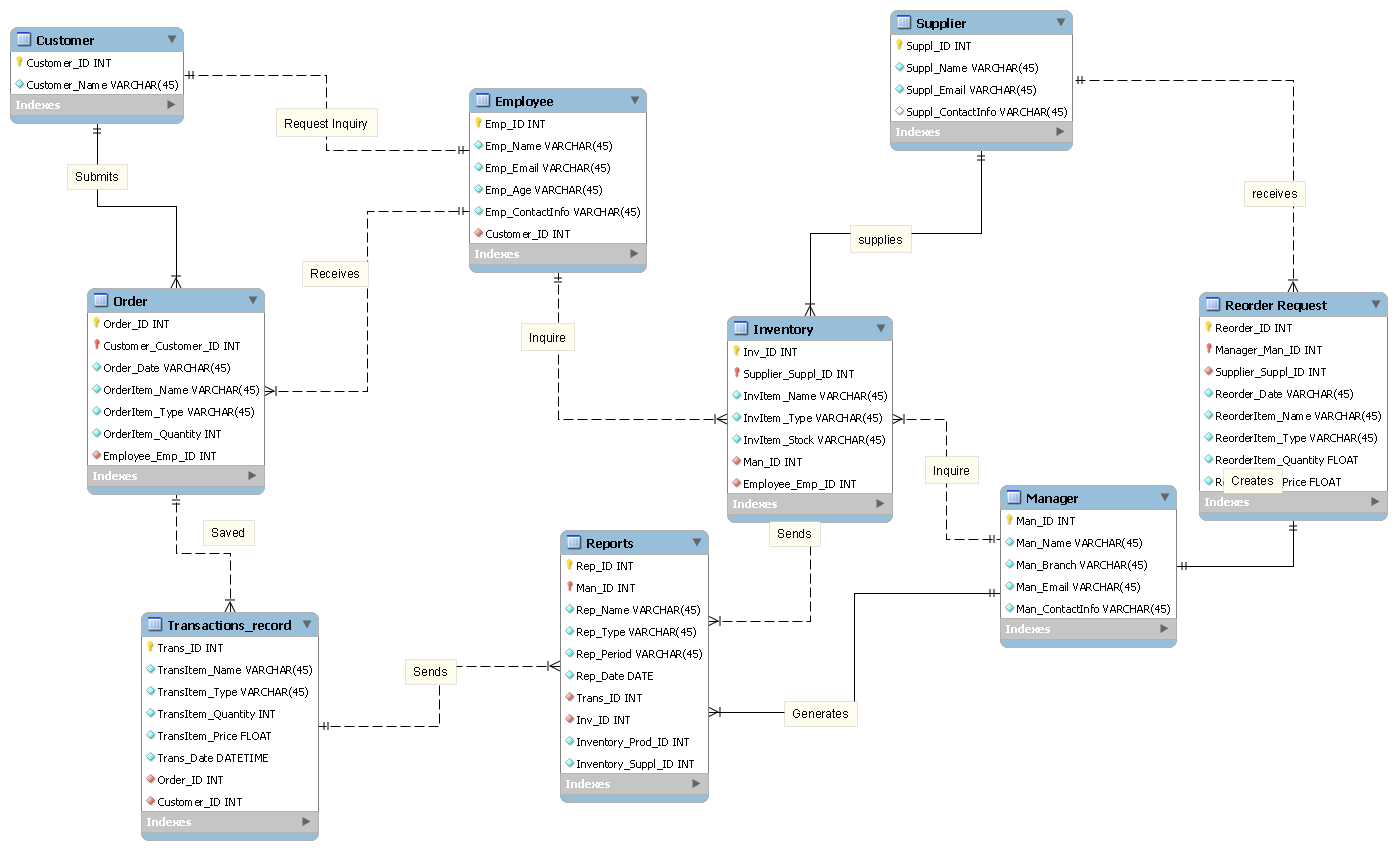 Customer
Customer_ID INT
Customer_Name VARCHAR(45)
Indexes
Request Inquiry
Submits
Employee
Emp_ID INT
Emp_Name VARCHAR(45)
Emp_Email VARCHAR(45)
Emp_Age VARCHAR(45)
Emp_ContactInfo VARCHAR(45)
Customer_ID INT
Indexes
Supplier
Suppl_ID INT
Suppl_Name VARCHAR(45)
Suppl_Email VARCHAR(45)
Suppl_ContactInfo VARCHAR(45)
Indexes
receives
supplies
Receives
Inquire
Order
Order_ID INT
Customer_Customer_ID INT
Order_Date VARCHAR(45)
OrderItem_Name VARCHAR(45)
OrderItem_Type VARCHAR(45)
OrderItem_Quantity INT
Employee_Emp_ID INT
Indexes
Inventory
Inv_ID INT
Supplier_Suppl_ID INT
InvItem_Name VARCHAR(45)
InvItem_Type VARCHAR(45)
InvItem_Stock VARCHAR(45)
Man_ID INT
Employee_Emp_ID INT
Indexes
Reorder Request
Reorder_ID INT
Manager_Man_ID INT
Supplier_Suppl_ID INT
Reorder_Date VARCHAR(45)
ReorderItem_Name VARCHAR(45)
ReorderItem_Type VARCHAR(45)
ReorderItem_Quantity FLOAT
Price FLOAT
Creates
Indexes
Inquire
Manager
Man_ID INT
Man_Name VARCHAR(45)
Man_Branch VARCHAR(45)
Man_Email VARCHAR(45)
Man_ContactInfo VARCHAR(45)
Indexes
Saved
Sends
Reports
Rep_ID INT
Man_ID INT
Rep_Name VARCHAR(45)
Rep_Type VARCHAR(45)
Rep_Period VARCHAR(45)
Rep_Date DATE
Trans_ID INT
Inv_ID INT
Inventory_Prod_ID INT
Inventory_Suppl_ID INT
Indexes
Transactions_record
Trans_ID INT
TransItem_Name VARCHAR(45)
TransItem_Type VARCHAR(45)
TransItem_Quantity INT
TransItem_Price FLOAT
Trans_Date DATETIME
Order_ID INT
Customer_ID INT
Indexes
Sends
Generates